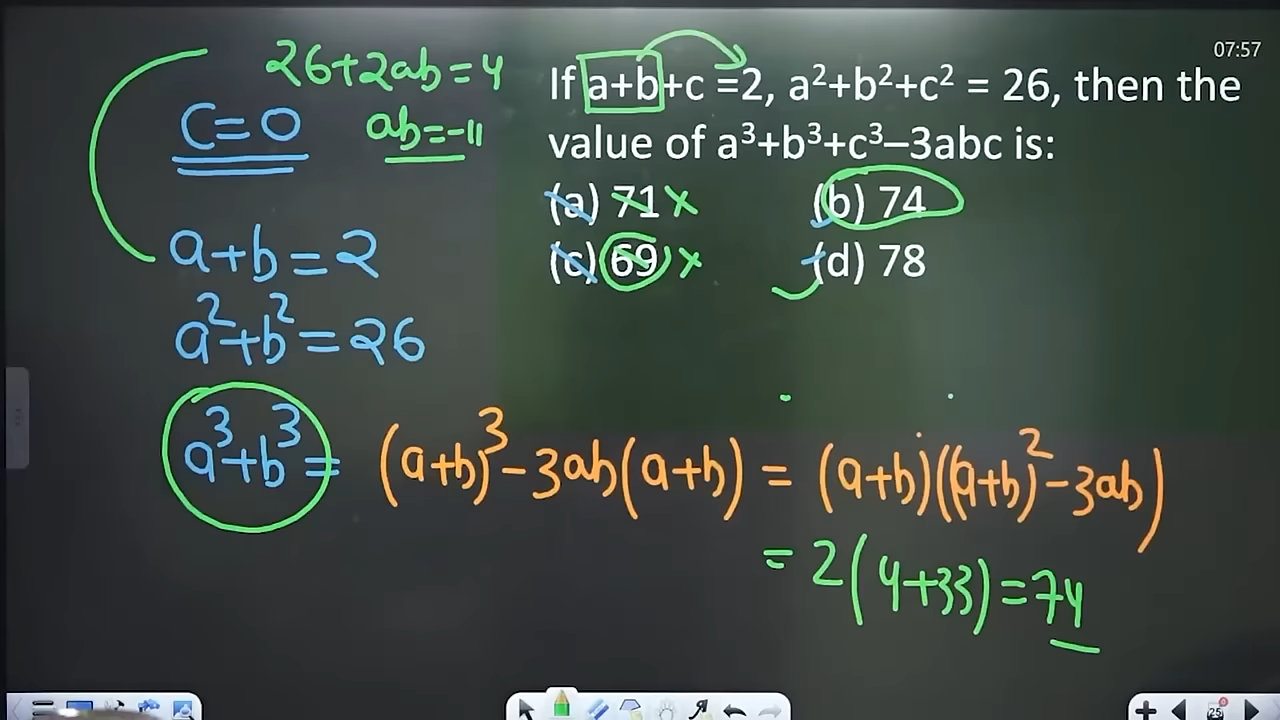 07:57
26+2ab=4
C=0
ab=-11
If a+b+c =2, a²+b²+c² = 26, then the
value of a³+b³+c³–3abc is:
(a) 71 x
(b) 74
(c) 69 x
(d) 78
a+b=2
a²+b²=26
a³+b³= (a+b)³-3ab(a+b) = (a+b)((a+b)²-3ab)
= 2(4+33)=74
25